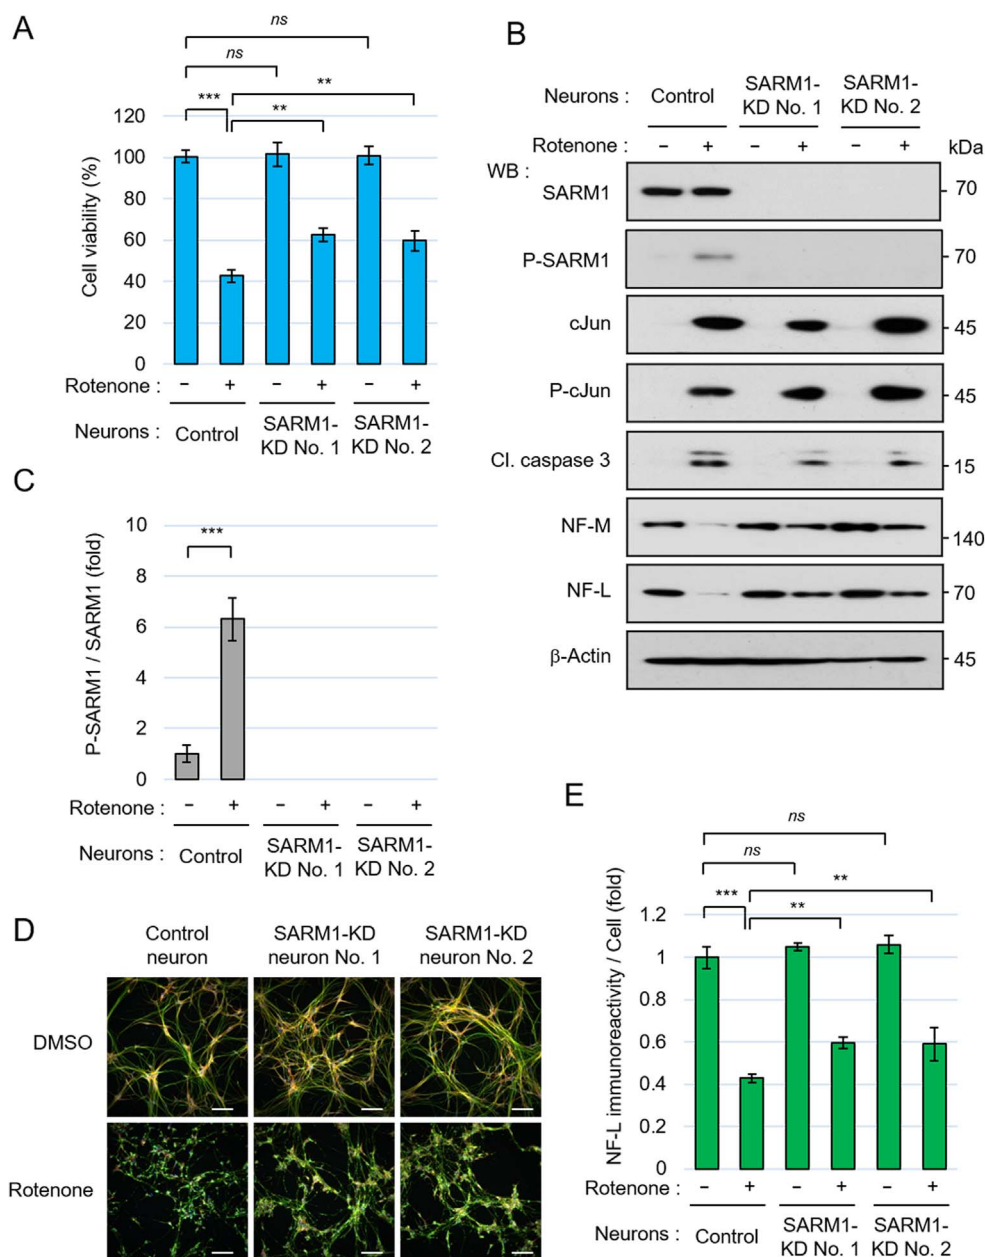 A
ns
ns
**
***
**
120
100
80
60
40
20
0
Cell viability (%)
Rotenone : − + − + − +
Neurons : Control SARM1-KD No. 1 SARM1-KD No. 2
B
Neurons : Control SARM1-KD No. 1 SARM1-KD No. 2
Rotenone : − + − + − + kDa
WB :
SARM1 70
P-SARM1 70
cJun 45
P-cJun 45
Cl. caspase 3 15
NF-M 140
NF-L 70
β-Actin 45
C
10
8
6
4
2
0
***
P-SARM1 / SARM1 (fold)
Rotenone : − + − + − +
Neurons : Control SARM1-KD No. 1 SARM1-KD No. 2
D
Control neuron
SARM1-KD neuron No. 1
SARM1-KD neuron No. 2
DMSO
Rotenone
E
ns
ns
**
***
**
1.2
1
0.8
0.6
0.4
0.2
0
NF-L immunoreactivity / Cell (fold)
Rotenone : − + − + − +
Neurons : Control SARM1-KD No. 1 SARM1-KD No. 2